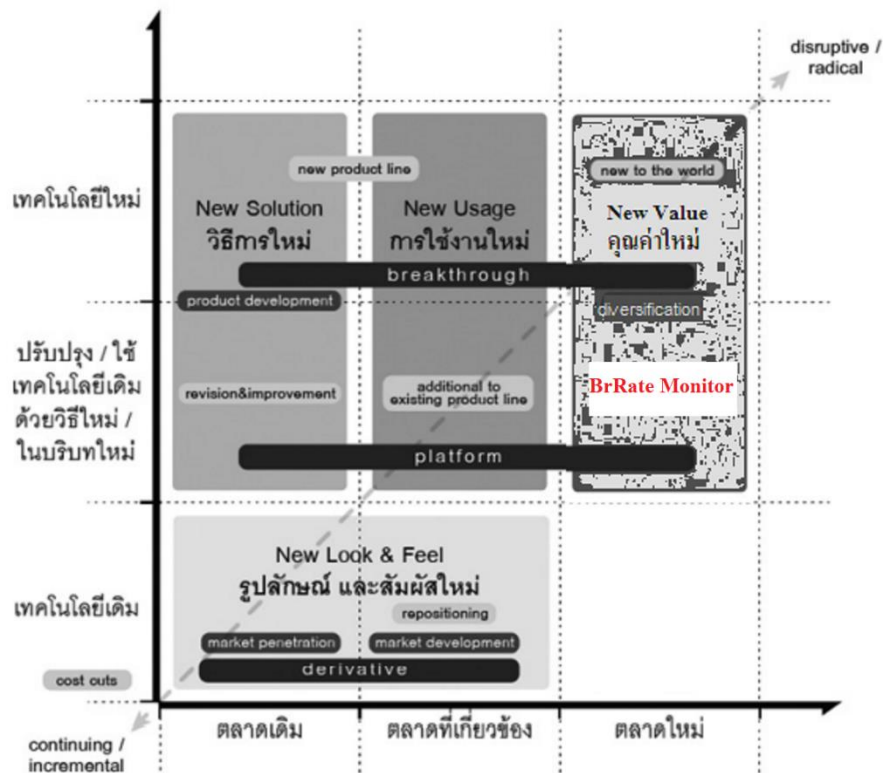 disruptive /
radical
เทคโนโลยีใหม่
new product line
new to the world
New Solution
วิธีการใหม่
New Usage
การใช้งานใหม่
New Value
คุณค่าใหม่
breakthrough
product development
diversification
ปรับปรุง / ใช้
เทคโนโลยีเดิม
ด้วยวิธีใหม่ /
ในบริบทใหม่
revision&improvement
additional to
existing product line
BrRate Monitor
platform
New Look & Feel
รูปลักษณ์ และสัมผัสใหม่
เทคโนโลยีเดิม
repositioning
market penetration
market development
derivative
cost cuts
ตลาดเดิม
ตลาดที่เกี่ยวข้อง
ตลาดใหม่
continuing /
incremental